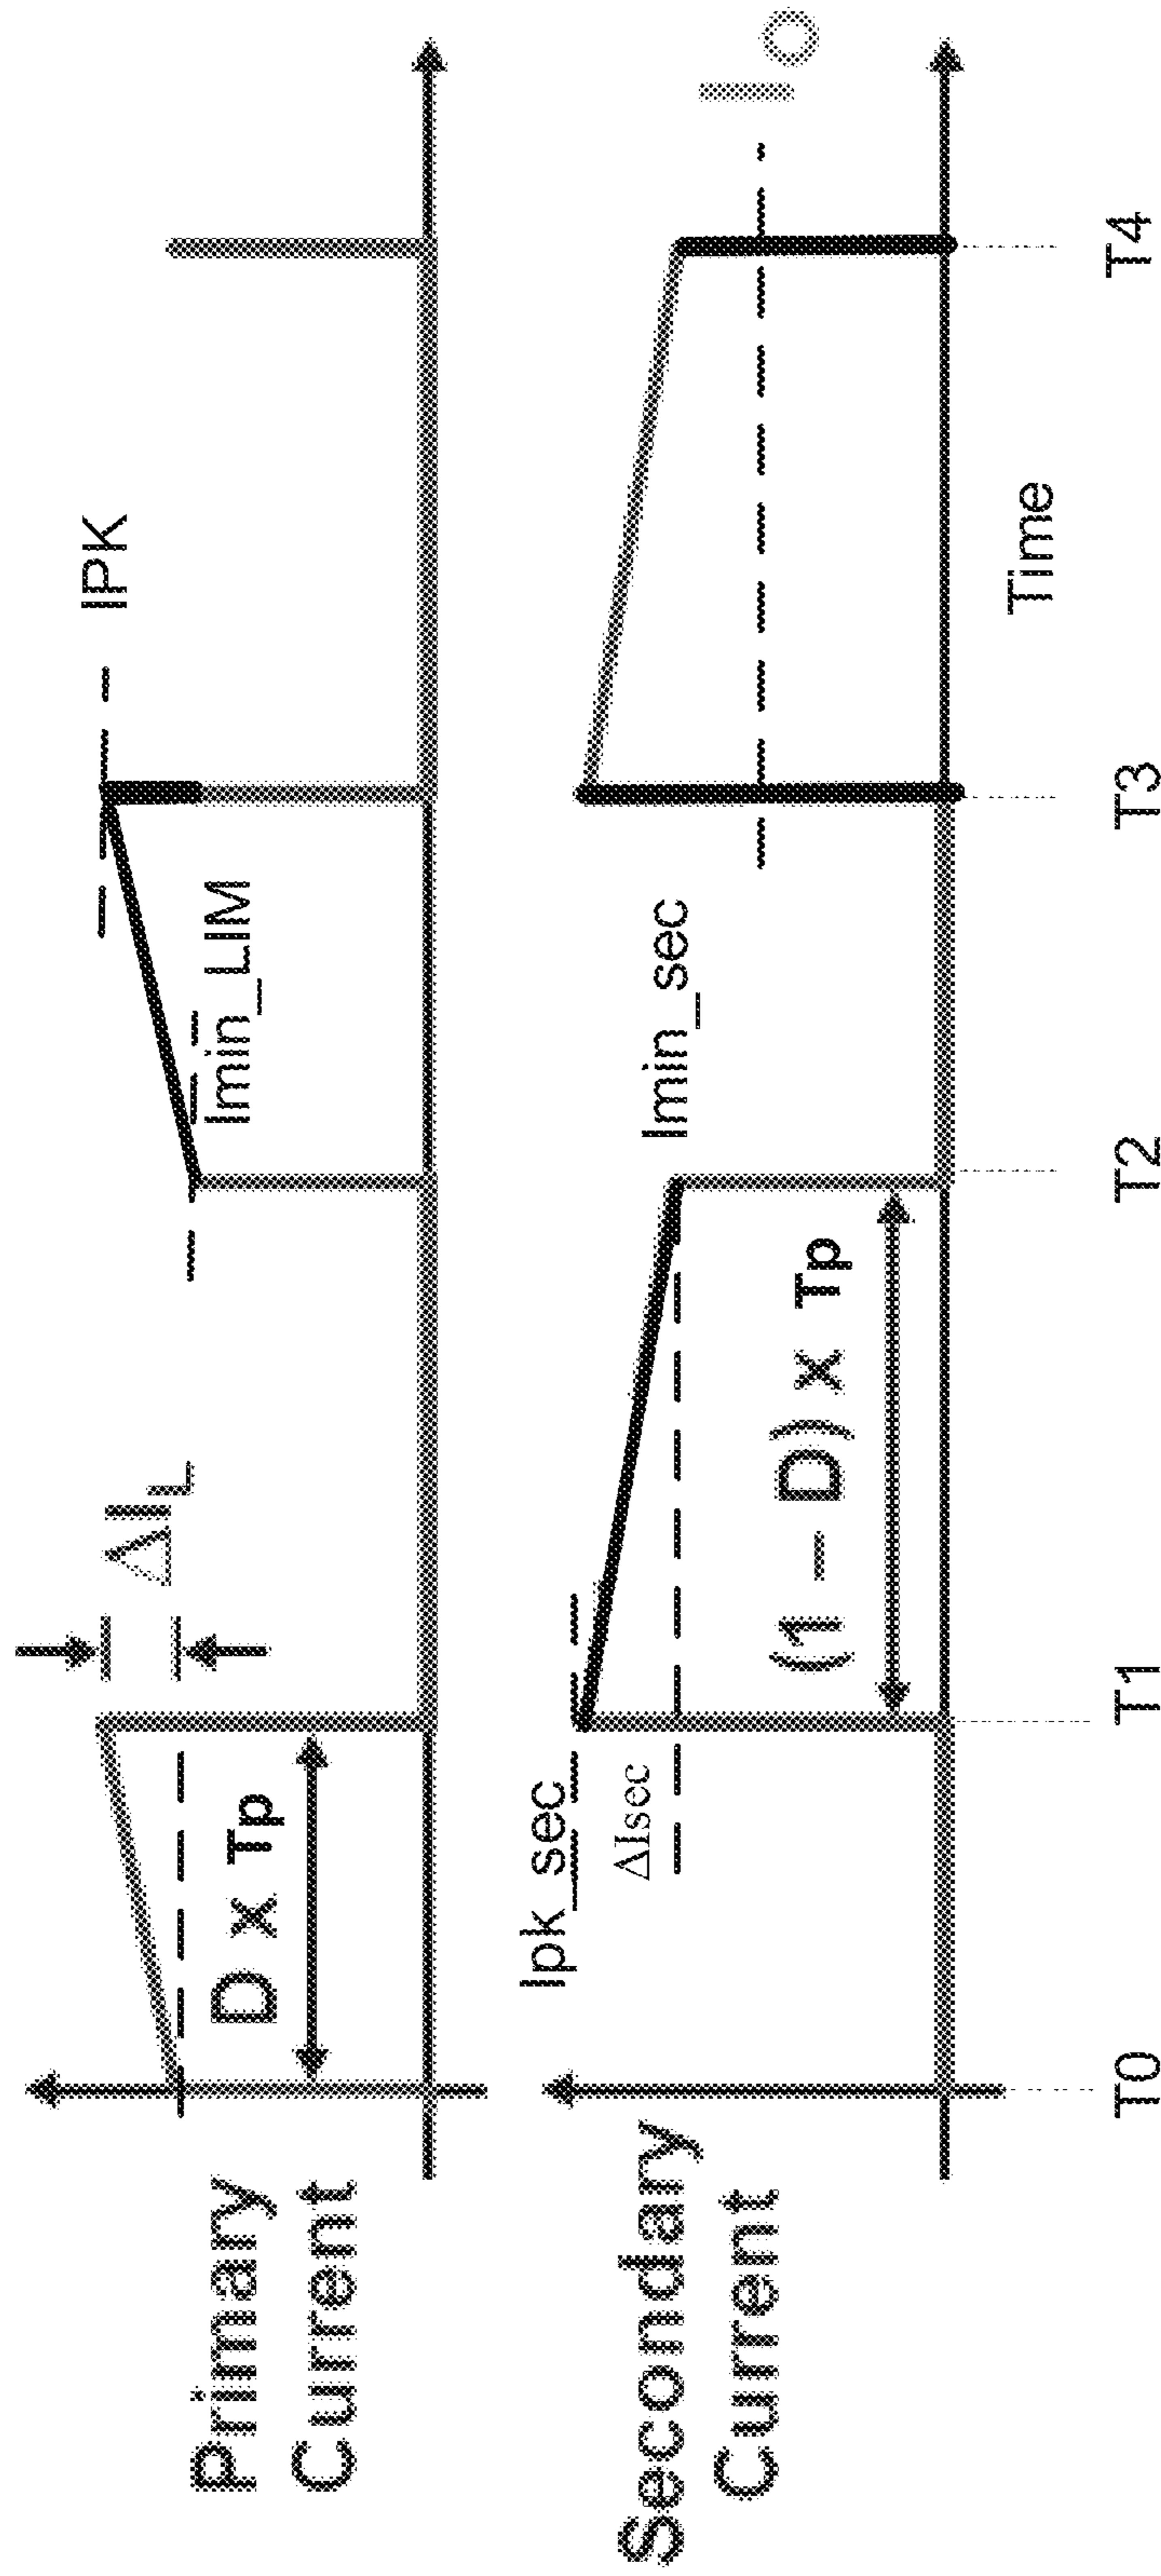 Primary
Current
D x Tp
ΔIL
Imin_LIM
IPK
Secondary
Current
Ipk_sec
ΔIsec
(1 – D) x Tp
Imin_sec
IO
Time
T0
T1
T2
T3
T4